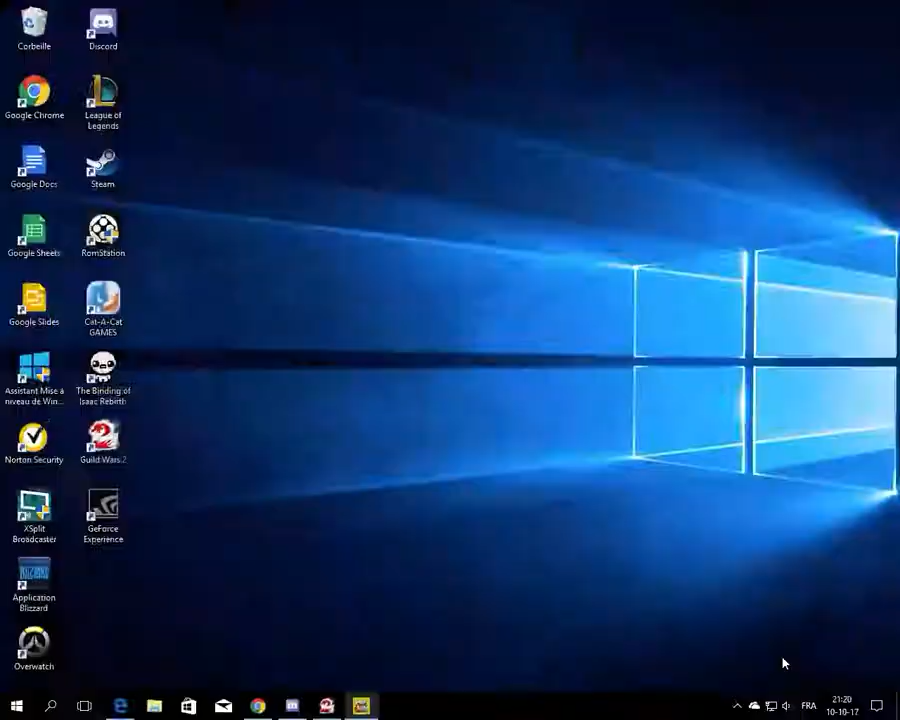 Corbeille
Discord
Google Chrome
League of
Legends
Google Docs
Steam
Google Sheets
RomStation
Google Slides
Cat-A-Cat
GAMES
Assistant Mise à
niveau de Win...
The Binding of
Isaac Rebirth
Norton Security
Guild Wars 2
XSplit
Broadcaster
GeForce
Experience
Application
Blizzard
Overwatch
FRA
21:20
10-10-17